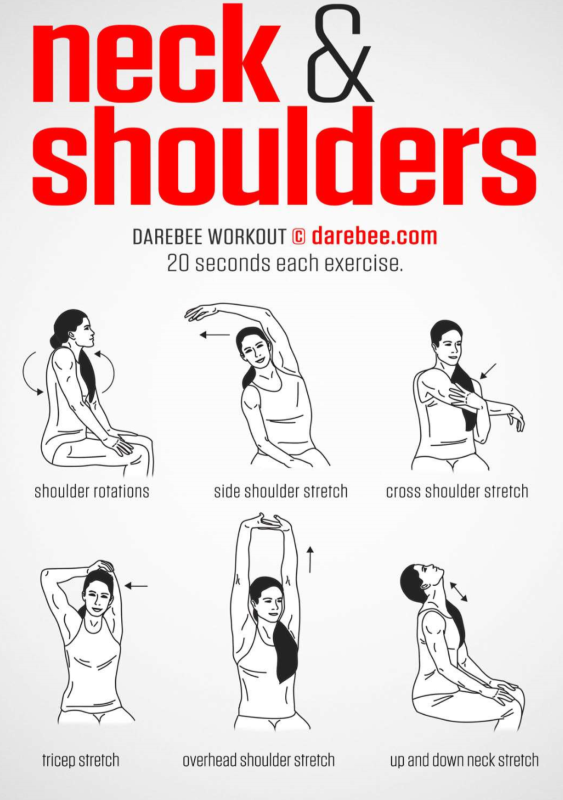 neck &
shoulders
DAREBEE WORKOUT © darebee.com
20 seconds each exercise.
shoulder rotations
side shoulder stretch
cross shoulder stretch
tricep stretch
overhead shoulder stretch
up and down neck stretch